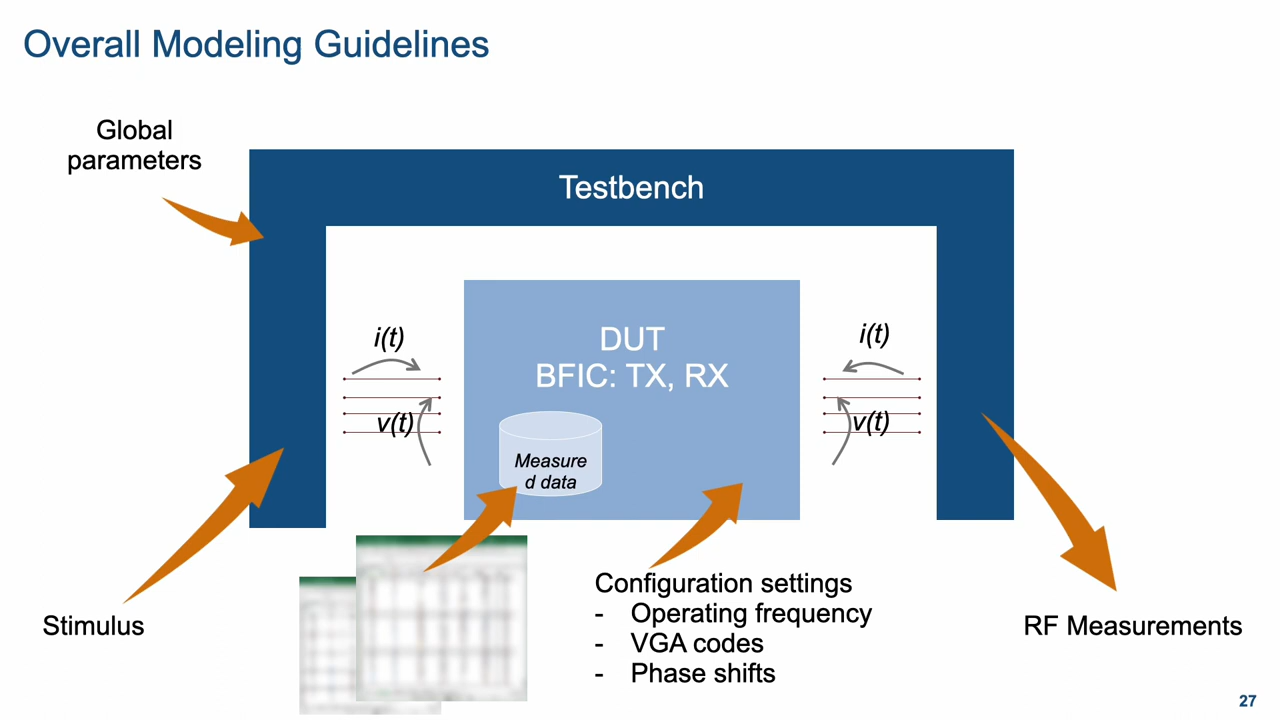 Overall Modeling Guidelines
Global
parameters
Testbench
i(t)
i(t)
DUT
BFIC: TX, RX
v(t)
v(t)
Measure
d data
Configuration settings
- Operating frequency
- VGA codes
- Phase shifts
Stimulus
RF Measurements
27